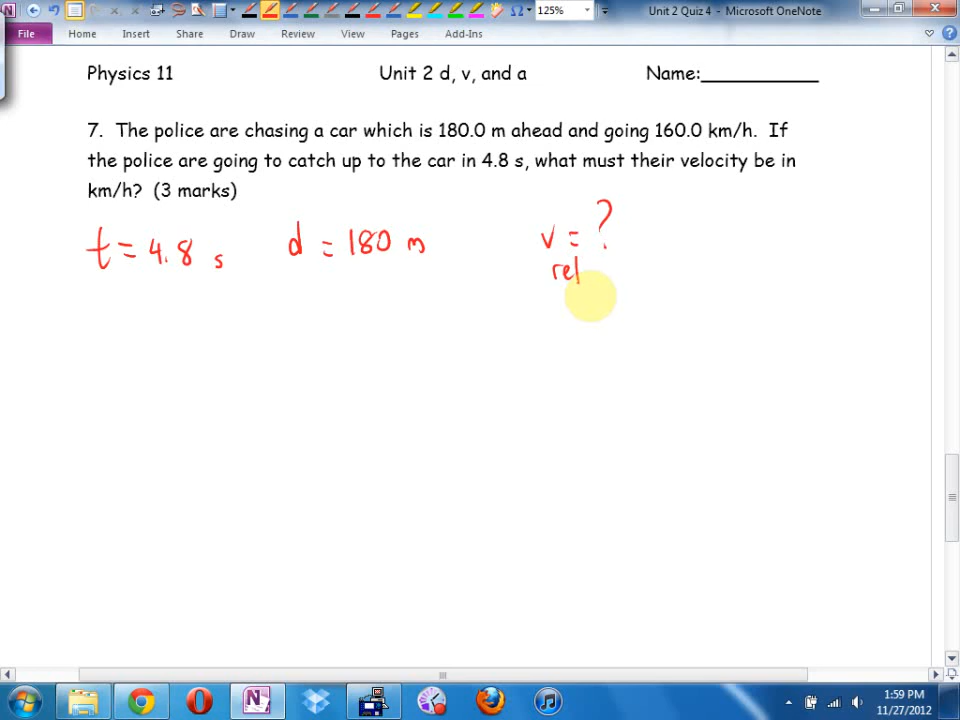 125%
Unit 2 Quiz 4 - Microsoft OneNote
File Home Insert Share Draw Review View Pages Add-Ins
Physics 11 Unit 2 d, v, and a Name:__________
7. The police are chasing a car which is 180.0 m ahead and going 160.0 km/h. If
the police are going to catch up to the car in 4.8 s, what must their velocity be in
km/h? (3 marks)
t = 4.8 s d = 180 m v = ?
rel
1:59 PM
11/27/2012